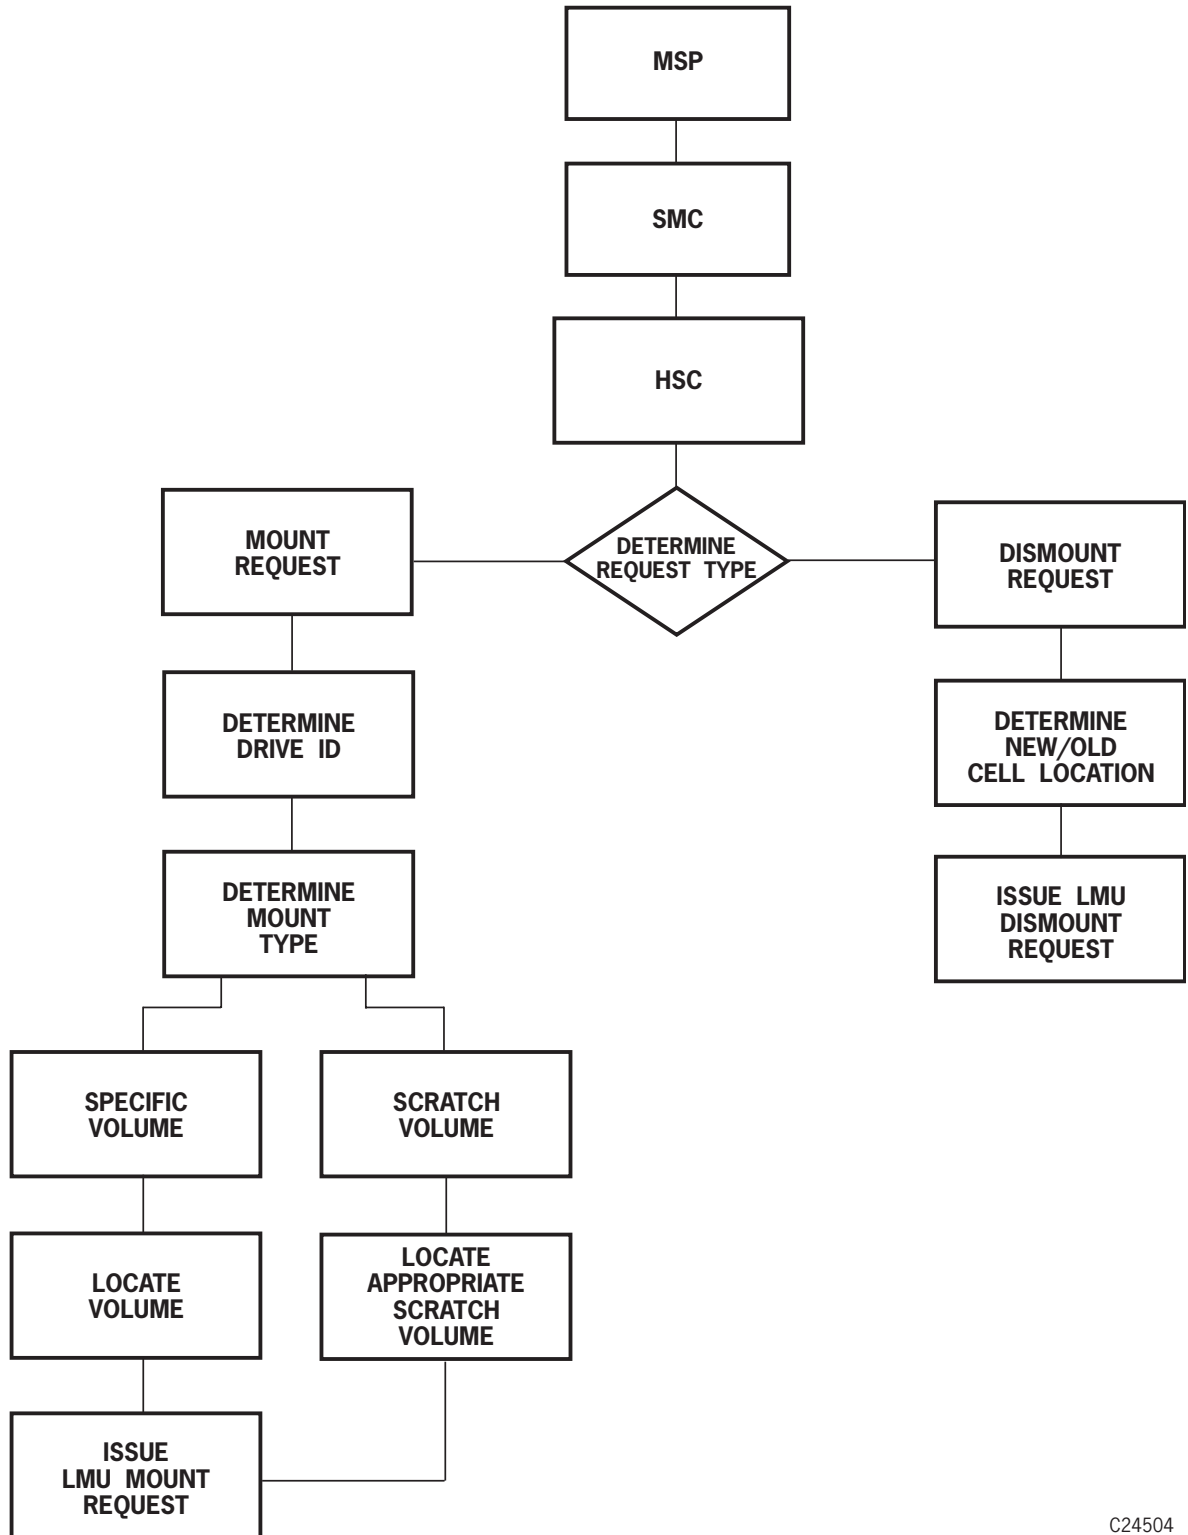 MSP
SMC
HSC
DETERMINE
REQUEST TYPE
MOUNT
REQUEST
DISMOUNT
REQUEST
DETERMINE
DRIVE ID
DETERMINE
NEW/OLD
CELL LOCATION
DETERMINE
MOUNT
TYPE
ISSUE LMU
DISMOUNT
REQUEST
SPECIFIC
VOLUME
SCRATCH
VOLUME
LOCATE
VOLUME
LOCATE
APPROPRIATE
SCRATCH
VOLUME
ISSUE
LMU MOUNT
REQUEST
C24504